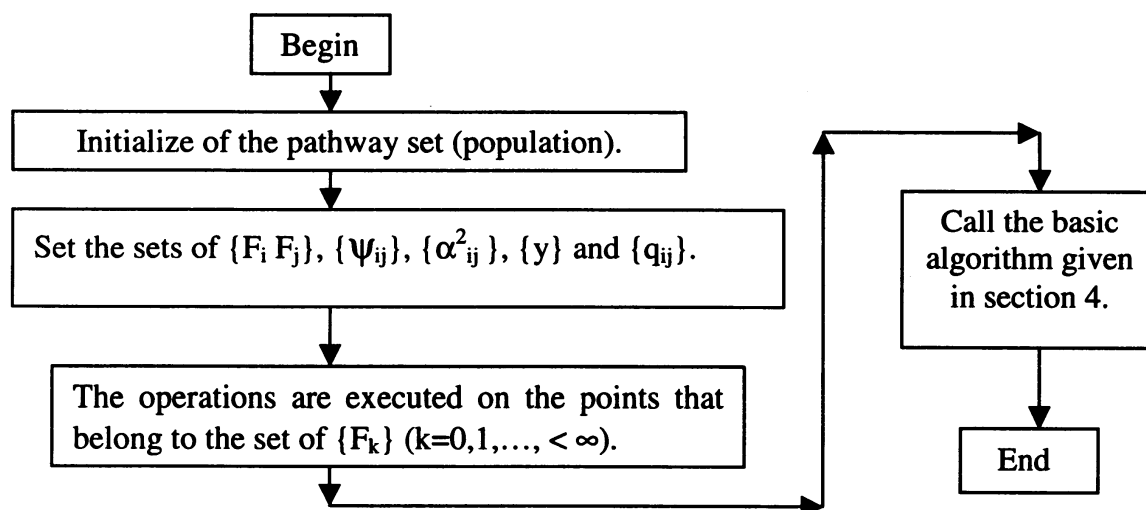 Begin
Initialize of the pathway set (population).
Set the sets of {Fᵢ Fⱼ}, {Ψᵢⱼ}, {α²ᵢⱼ }, {y} and {qᵢⱼ}.
The operations are executed on the points that
belong to the set of {Fₖ} (k=0,1,…, < ∞).
Call the basic
algorithm given
in section 4.
End